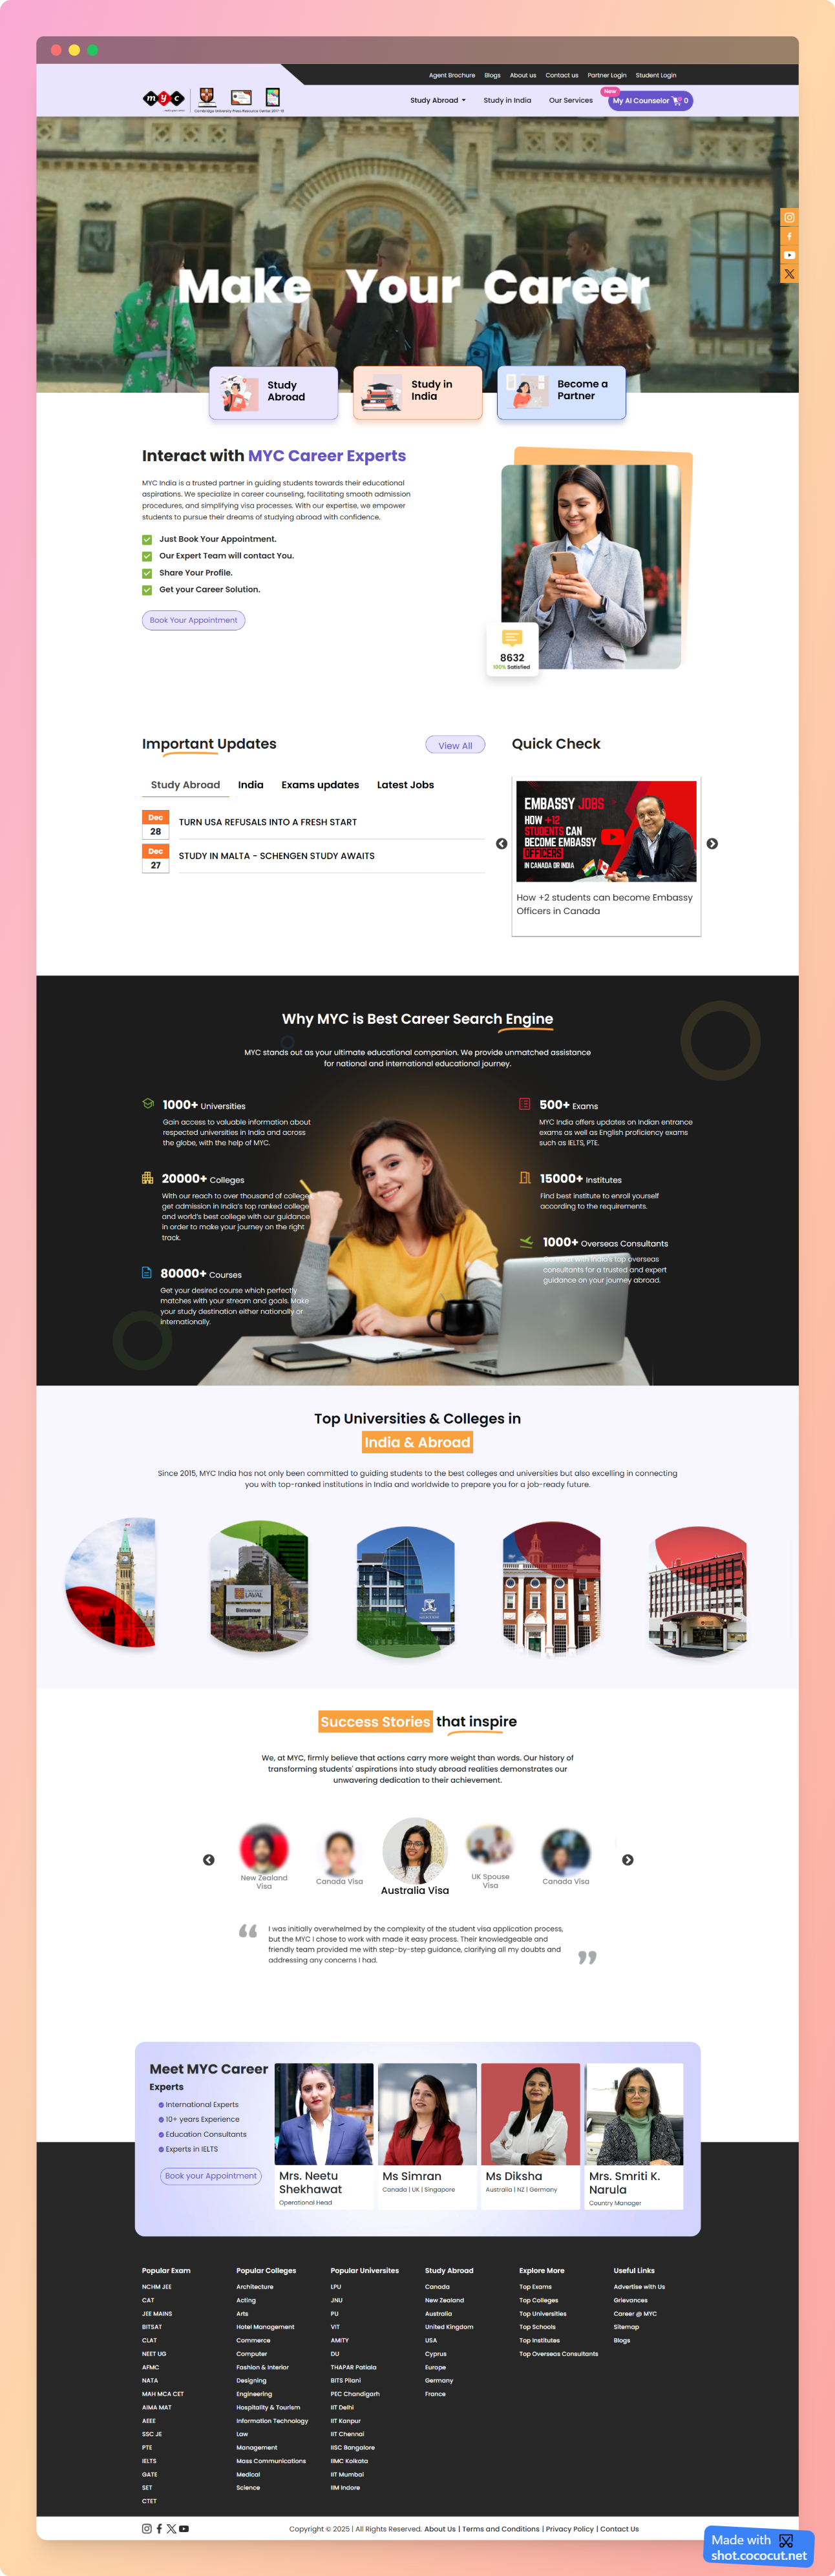 Agent Brochure Blogs About us Contact us Partner Login Student Login
myc
Study Abroad Study in India Our Services New My AI Counselor 0
Make Your Career
Study Abroad
Study in India
Become a Partner
Interact with MYC Career Experts
MYC India is a trusted partner in guiding students towards their educational
aspirations. We specialize in career counseling, facilitating smooth admission
procedures, and simplifying visa processes. With our expertise, we empower
students to pursue their dreams of studying abroad with confidence.
Just Book Your Appointment.
Our Expert Team will contact You.
Share Your Profile.
Get your Career Solution.
Book Your Appointment
8632
100% Satisfied
Important Updates
View All
Study Abroad India Exams updates Latest Jobs
Dec
28
TURN USA REFUSALS INTO A FRESH START
Dec
27
STUDY IN MALTA - SCHENGEN STUDY AWAITS
Quick Check
EMBASSY JOBS
HOW +12
STUDENTS CAN
BECOME EMBASSY
OFFICERS
IN CANADA OR INDIA
How +2 students can become Embassy
Officers in Canada
Why MYC is Best Career Search Engine
MYC stands out as your ultimate educational companion. We provide unmatched assistance
for national and international educational journey.
1000+ Universities
Gain access to valuable information about
respected universities in India and across
the globe, with the help of MYC.
20000+ Colleges
With our reach to over thousand of colleges
get admission in India's top ranked college
and world's best college with our guidance
in order to make your journey on the right
track.
80000+ Courses
Get your desired course which perfectly
matches with your stream and goals. Make
your study destination either nationally or
internationally.
500+ Exams
MYC India offers updates on Indian entrance
exams as well as English proficiency exams
such as IELTS, PTE.
15000+ Institutes
Find best institute to enroll yourself
according to the requirements.
1000+ Overseas Consultants
Connect with India's top overseas
consultants for a trusted and expert
guidance on your journey abroad.
Top Universities & Colleges in
India & Abroad
Since 2015, MYC India has not only been committed to guiding students to the best colleges and universities but also excelling in connecting
you with top-ranked institutions in India and worldwide to prepare you for a job-ready future.
LAVAL
Bienvenue
Success Stories that inspire
We, at MYC, firmly believe that actions carry more weight than words. Our history of
transforming students' aspirations into study abroad realities demonstrates our
unwavering dedication to their achievement.
New Zealand Visa
Canada Visa
Australia Visa
UK Spouse Visa
Canada Visa
I was initially overwhelmed by the complexity of the student visa application process,
but the MYC I chose to work with made it easy process. Their knowledgeable and
friendly team provided me with step-by-step guidance, clarifying all my doubts and
addressing any concerns I had.
Meet MYC Career
Experts
International Experts
10+ years Experience
Education Consultants
Experts in IELTS
Book your Appointment
Mrs. Neetu
Shekhawat
Operational Head
Ms Simran
Canada | UK | Singapore
Ms Diksha
Australia | NZ | Germany
Mrs. Smriti K.
Narula
Country Manager
Popular Exam
NCHM JEE
CAT
JEE MAINS
BITSAT
CLAT
NEET UG
AFMC
NATA
MAH MCA CET
AIMA MAT
AEEE
SSC JE
PTE
IELTS
GATE
SET
CTET
Popular Colleges
Architecture
Acting
Arts
Hotel Management
Commerce
Computer
Fashion & Interior
Designing
Engineering
Hospitality & Tourism
Information Technology
Law
Management
Mass Communications
Medical
Science
Popular Universites
LPU
JNU
PU
VIT
AMITY
DU
THAPAR Patiala
BITS Pilani
PEC Chandigarh
IIT Delhi
IIT Kanpur
IIT Chennai
IISC Bangalore
IIMC Kolkata
IIT Mumbai
IIM Indore
Study Abroad
Canada
New Zealand
Australia
United Kingdom
USA
Cyprus
Europe
Germany
France
Explore More
Top Exams
Top Colleges
Top Universities
Top Schools
Top Institutes
Top Overseas Consultants
Useful Links
Advertise with Us
Grievances
Career @ MYC
Sitemap
Blogs
Copyright © 2025 | All Rights Reserved. About Us | Terms and Conditions | Privacy Policy | Contact Us
Made with
shot.cococut.net